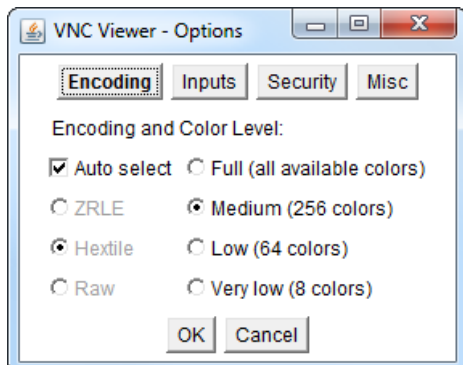 VNC Viewer - Options
Encoding Inputs Security Misc
Encoding and Color Level:
Auto select Full (all available colors)
ZRLE Medium (256 colors)
Hextile Low (64 colors)
Raw Very low (8 colors)
OK Cancel